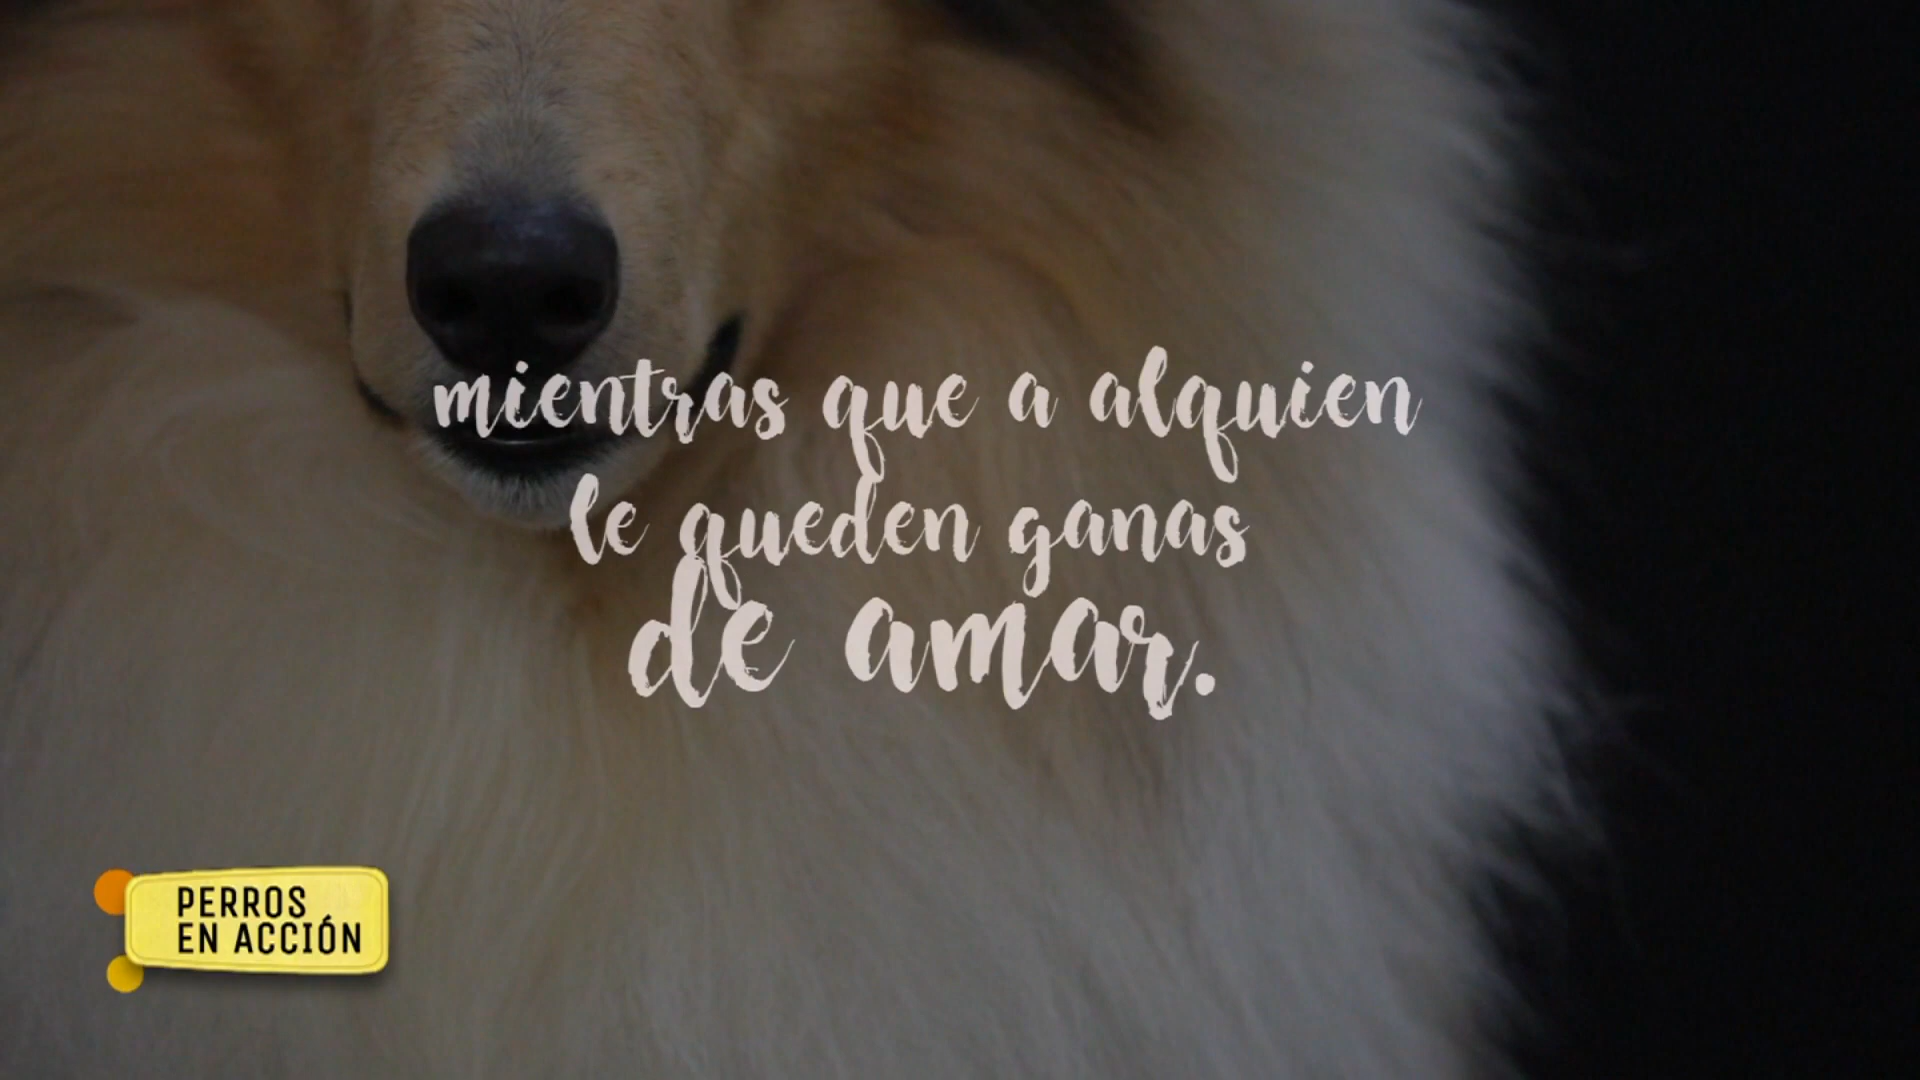 mientras que a alquien
le queden ganas
de amar.
PERROS
EN ACCIÓN